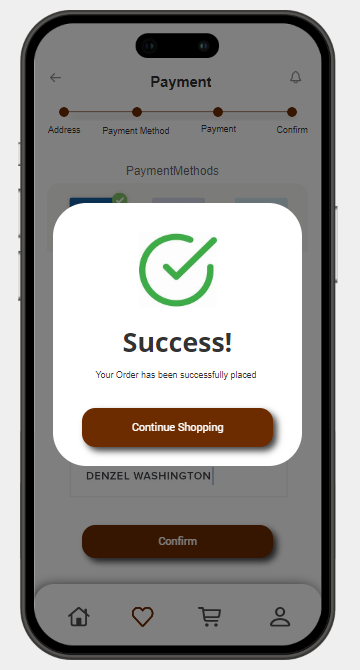 Payment
Address Payment Method Payment Confirm
PaymentMethods
Success!
Your Order has been successfully placed
Continue Shopping
DENZEL WASHINGTON
Confirm